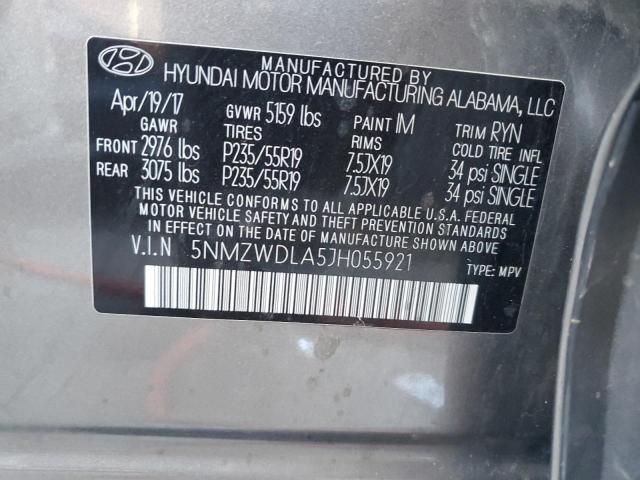 MANUFACTURED BY
HYUNDAI MOTOR MANUFACTURING ALABAMA, LLC
Apr/19/17 GVWR 5159 lbs PAINT IM TRIM RYN
GAWR TIRES RIMS COLD TIRE INFL
FRONT 2976 lbs P235/55R19 7.5JX19 34 psi SINGLE
REAR 3075 lbs P235/55R19 7.5JX19 34 psi SINGLE
THIS VEHICLE CONFORMS TO ALL APPLICABLE U.S.A. FEDERAL
MOTOR VEHICLE SAFETY AND THEFT PREVENTION STANDARDS
IN EFFECT ON THE DATE OF MANUFACTURE SHOWN ABOVE.
V.I.N 5NMZWDLA5JH055921
TYPE: MPV